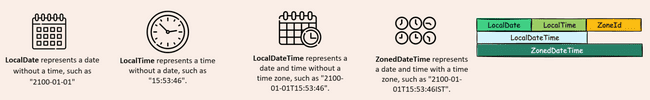 LocalDate represents a date
without a time, such as
"2100-01-01"
LocalTime represents a time
without a date, such as
"15:53:46".
LocalDateTime represents a
date and time without a
time zone, such as "2100-
01-01T15:53:46".
ZonedDateTime represents
a date and time with a time
zone, such as "2100-01-
01T15:53:46IST".
LocalDate LocalTime ZoneId
LocalDateTime
ZonedDateTime